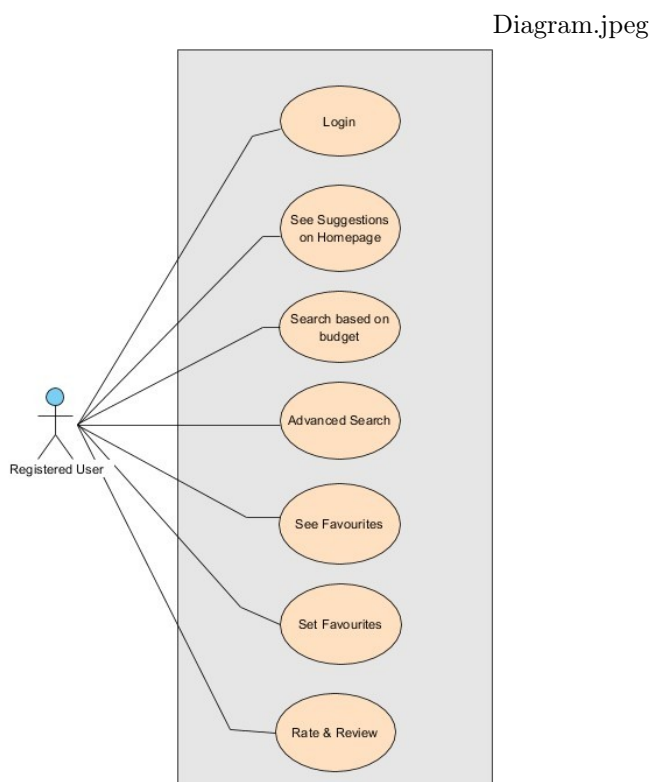 Diagram.jpeg
Login
See Suggestions
on Homepage
Search based on
budget
Advanced Search
Registered User
See Favourites
Set Favourites
Rate & Review